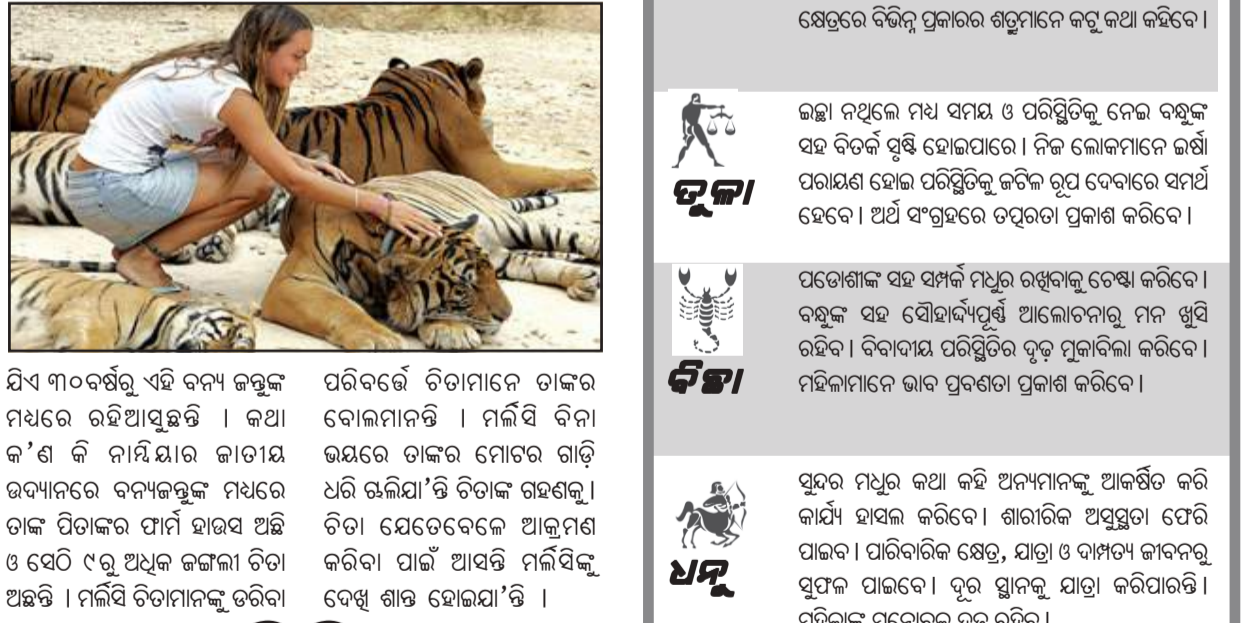 ଯିଏ ୩୦ବର୍ଷରୁ ଏହି ବନ୍ୟ ଜନ୍ତୁଙ୍କ
ମଧ୍ୟରେ ରହିଆସୁଛନ୍ତି । କଥା
କ'ଣ କି ନାମ୍ବିୟାର ଜାତୀୟ
ଉଦ୍ୟାନରେ ବନ୍ୟଜନ୍ତୁଙ୍କ ମଧ୍ୟରେ
ତାଙ୍କ ପିତାଙ୍କର ଫାର୍ମ ହାଉସ ଅଛି
ଓ ସେଠି ୯ରୁ ଅଧିକ ଜଙ୍ଗଲୀ ଚିତା
ଅଛନ୍ତି । ମର୍ଲିସି ଚିତାମାନଙ୍କୁ ଡରିବା
ପରିବର୍ତ୍ତେ ଚିତାମାନେ ତାଙ୍କର
ବୋଲମାନନ୍ତି । ମର୍ଲିସି ବିନା
ଭୟରେ ତାଙ୍କର ମୋଟର ଗାଡ଼ି
ଧରି ଚାଲିଯା'ନ୍ତି ଚିତାଙ୍କ ଗହଣକୁ।
ଚିତା ଯେତେବେଳେ ଆକ୍ରମଣ
କରିବା ପାଇଁ ଆସନ୍ତି ମର୍ଲିସିଙ୍କୁ
ଦେଖି ଶାନ୍ତ ହୋଇଯା'ନ୍ତି ।
କ୍ଷେତ୍ରରେ ବିଭିନ୍ନ ପ୍ରକାରର ଶତ୍ରୁମାନେ କଟୁ କଥା କହିବେ।
ତୁଳା
ଇଚ୍ଛା ନଥିଲେ ମଧ୍ୟ ସମୟ ଓ ପରିସ୍ଥିତିକୁ ନେଇ ବନ୍ଧୁଙ୍କ
ସହ ବିତର୍କ ସୃଷ୍ଟି ହୋଇପାରେ। ନିଜ ଲୋକମାନେ ଇର୍ଷା
ପରାୟଣ ହୋଇ ପରିସ୍ଥିତିକୁ ଜଟିଳ ରୂପ ଦେବାରେ ସମର୍ଥ
ହେବେ। ଅର୍ଥ ସଂଗ୍ରହରେ ତତ୍ପରତା ପ୍ରକାଶ କରିବେ।
ବିଛା
ପଡୋଶୀଙ୍କ ସହ ସମ୍ପର୍କ ମଧୁର ରଖିବାକୁ ଚେଷ୍ଟା କରିବେ।
ବନ୍ଧୁଙ୍କ ସହ ସୌହାର୍ଦ୍ଦ୍ୟପୂର୍ଣ୍ଣ ଆଲୋଚନାରୁ ମନ ଖୁସି
ରହିବ। ବିବାଦୀୟ ପରିସ୍ଥିତିର ଦୃଢ଼ ମୁକାବିଲା କରିବେ।
ମହିଳାମାନେ ଭାବ ପ୍ରବଣତା ପ୍ରକାଶ କରିବେ।
ଧନୁ
ସୁନ୍ଦର ମଧୁର କଥା କହି ଅନ୍ୟମାନଙ୍କୁ ଆକର୍ଷିତ କରି
କାର୍ଯ୍ୟ ହାସଲ କରିବେ। ଶାରୀରିକ ଅସୁସ୍ଥତା ଫେରି
ପାଇବ। ପାରିବାରିକ କ୍ଷେତ୍ର, ଯାତ୍ରା ଓ ଦାମ୍ପତ୍ୟ ଜୀବନରୁ
ସୁଫଳ ପାଇବେ। ଦୂର ସ୍ଥାନକୁ ଯାତ୍ରା କରିପାରନ୍ତି।